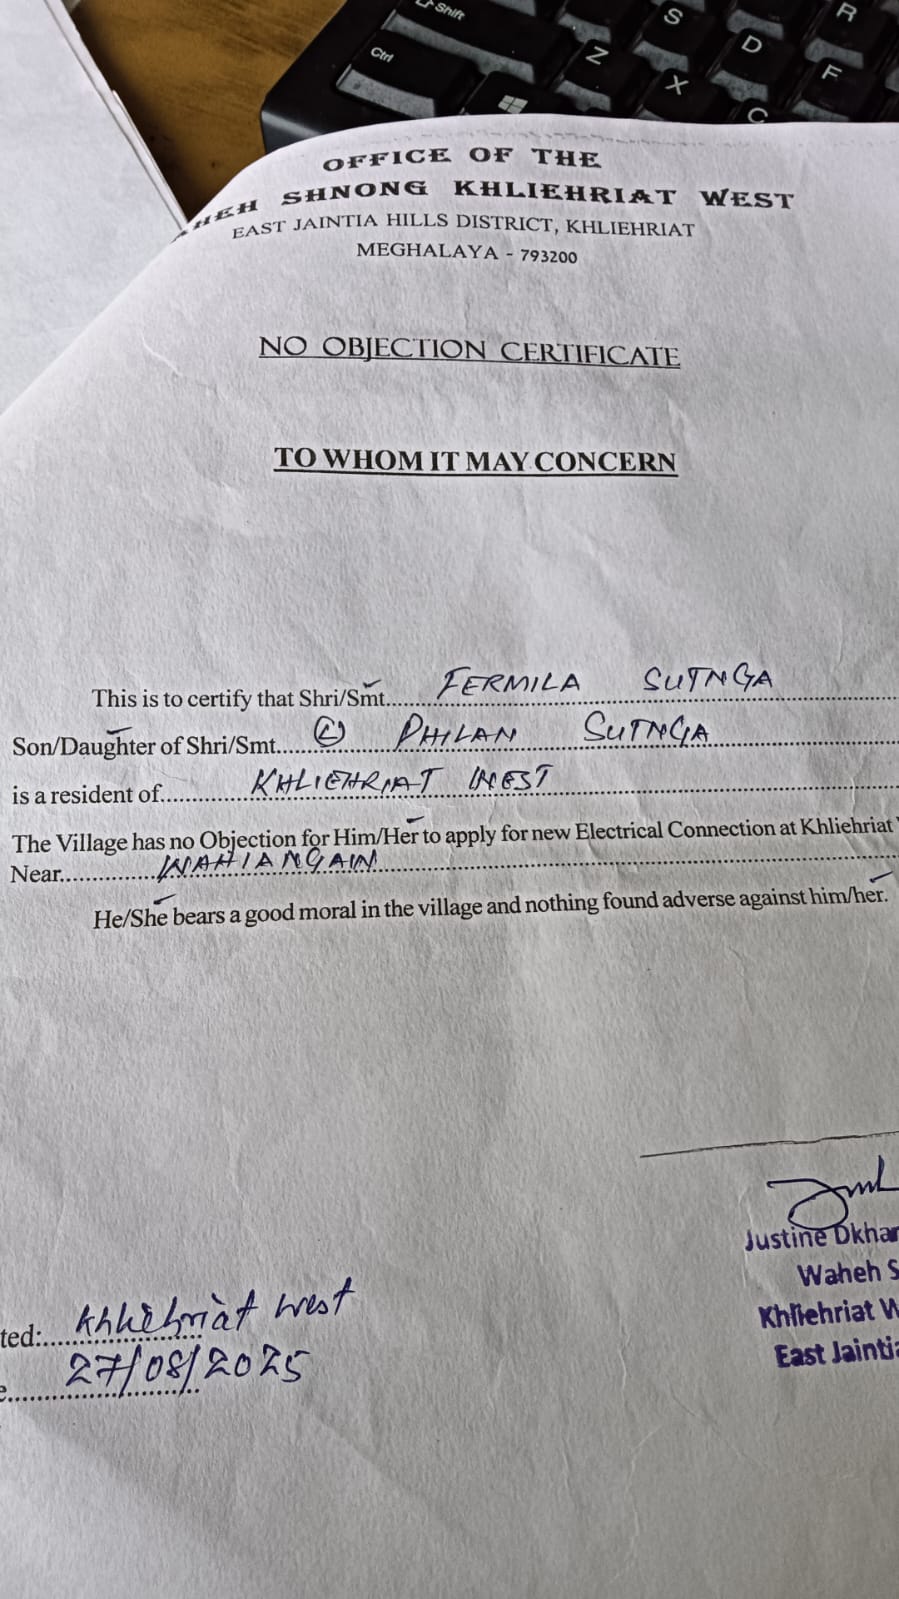 Shift
Ctrl
S
R
Z
D
X
F
C
OFFICE OF THE
SHNONG KHLIEHRIAT WEST
EAST JAINTIA HILLS DISTRICT, KHLIEHRIAT
MEGHALAYA - 793200
NO OBJECTION CERTIFICATE
TO WHOM IT MAY CONCERN
This is to certify that Shri/Smt. FERMILA SUTNGA
Son/Daughter of Shri/Smt. (L) PHILAN SUTNGA
is a resident of KHLIEHRIAT WEST
The Village has no Objection for Him/Her to apply for new Electrical Connection at Khliehriat
Near WAHIANGAIN
He/She bears a good moral in the village and nothing found adverse against him/her.
Justine Dkhar
Waheh S
Khliehriat W
East Jaintia
ted: Khliehriat West
27/08/2025